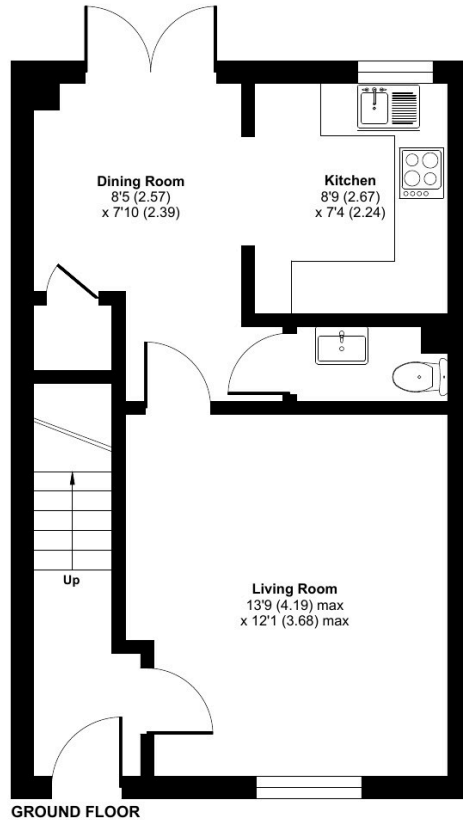 Dining Room
8'5 (2.57)
x 7'10 (2.39)
Kitchen
8'9 (2.67)
x 7'4 (2.24)
Up
Living Room
13'9 (4.19) max
x 12'1 (3.68) max
GROUND FLOOR